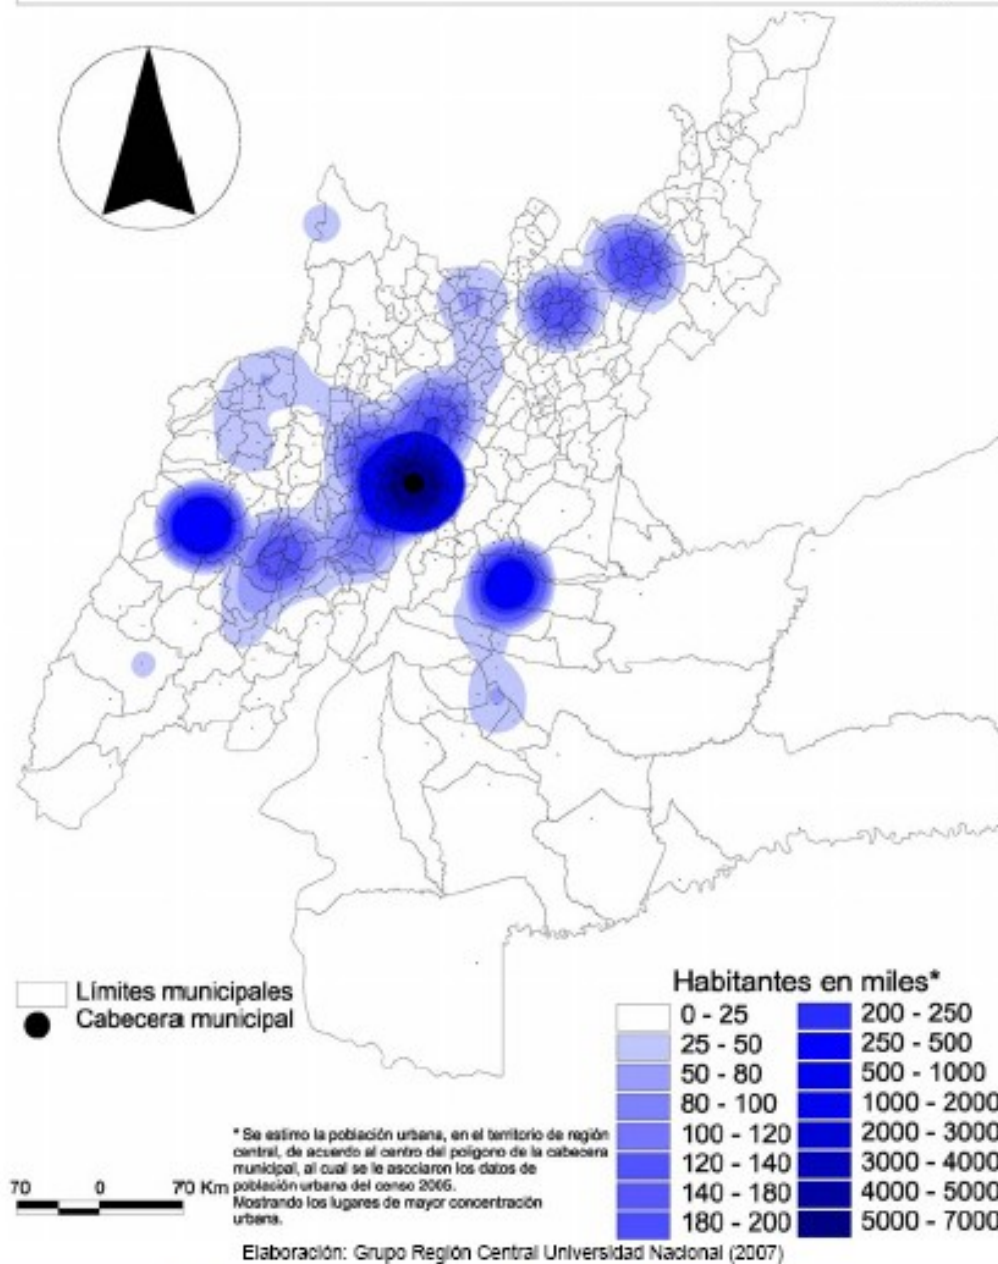 Límites municipales
Cabecera municipal
Habitantes en miles*
0 - 25
25 - 50
50 - 80
80 - 100
100 - 120
120 - 140
140 - 180
180 - 200
200 - 250
250 - 500
500 - 1000
1000 - 2000
2000 - 3000
3000 - 4000
4000 - 5000
5000 - 7000
* Se estimo la población urbana, en el territorio de región
central, de acuerdo al centro del poligono de la cabecera
municipal, al cual se le asociaron los datos de
población urbana del censo 2005.
Mostrando los lugares de mayor concentración
urbana.
70 0 70 Km
Elaboración: Grupo Región Central Universidad Nacional (2007)